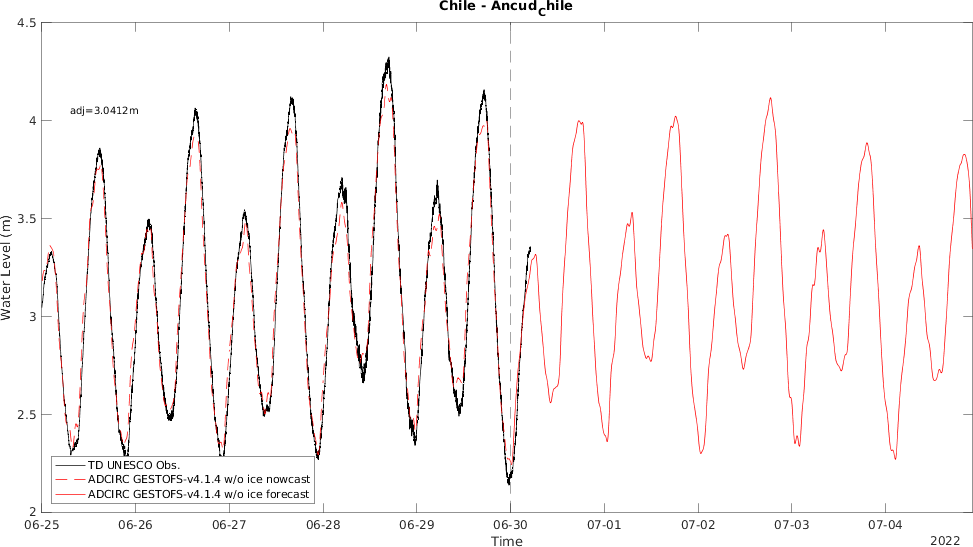 Chile - Ancud_Chile
4.5
adj=3.0412m
4
3.5
Water Level (m)
3
2.5
TD UNESCO Obs.
ADCIRC GESTOFS-v4.1.4 w/o ice nowcast
ADCIRC GESTOFS-v4.1.4 w/o ice forecast
2
06-25 06-26 06-27 06-28 06-29 06-30 07-01 07-02 07-03 07-04
Time
2022